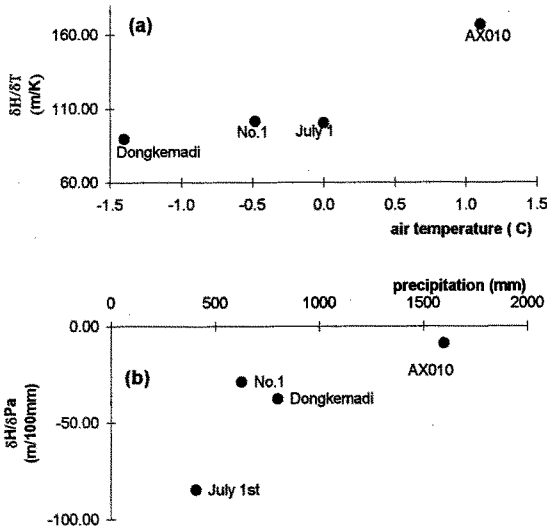 (a)
160.00
110.00
60.00
δH/δT
(m/K)
AX010
No.1
July 1
Dongkemadi
-1.5 -1.0 -0.5 0.0 0.5 1.0 1.5
air temperature ( C)
precipitation (mm)
0 500 1000 1500 2000
0.00
-50.00
-100.00
δH/δPa
(m/100mm)
(b)
AX010
No.1
Dongkemadi
July 1st